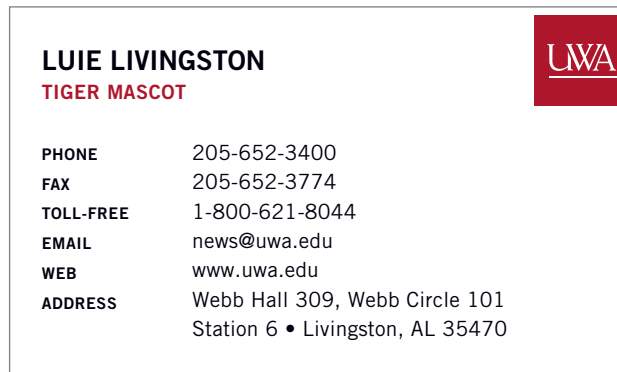 LUIE LIVINGSTON
TIGER MASCOT
UWA
PHONE 205-652-3400
FAX 205-652-3774
TOLL-FREE 1-800-621-8044
EMAIL news@uwa.edu
WEB www.uwa.edu
ADDRESS Webb Hall 309, Webb Circle 101
Station 6 • Livingston, AL 35470